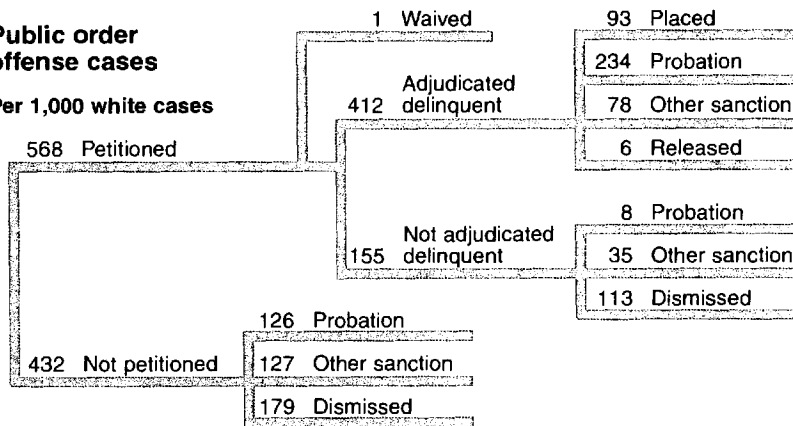 Public order
offense cases
Per 1,000 white cases
568 Petitioned
1 Waived
412 Adjudicated
delinquent
93 Placed
234 Probation
78 Other sanction
6 Released
155 Not adjudicated
delinquent
8 Probation
35 Other sanction
113 Dismissed
432 Not petitioned
126 Probation
127 Other sanction
179 Dismissed